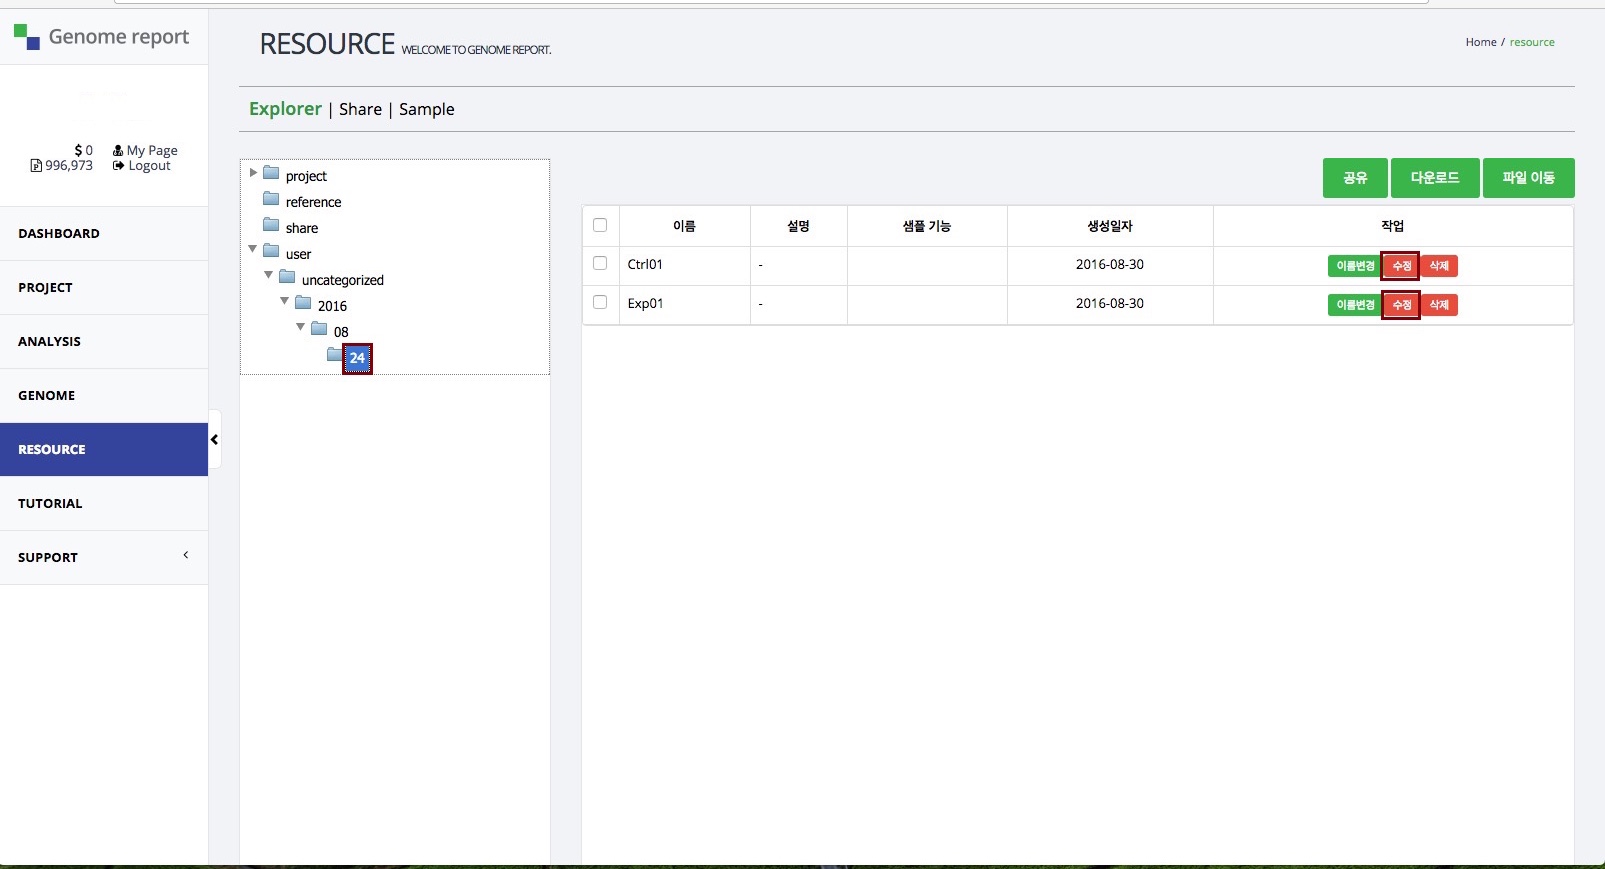 Genome report
RESOURCE WELCOME TO GENOME REPORT.
Home / resource
$ 0 My Page
996,973 Logout
Explorer | Share | Sample
DASHBOARD
PROJECT
ANALYSIS
GENOME
RESOURCE
TUTORIAL
SUPPORT
project
reference
share
user
uncategorized
2016
08
24
공유 다운로드 파일 이동
이름 설명 샘플 기능 생성일자 작업
Ctrl01 - 2016-08-30 이름변경 수정 삭제
Exp01 - 2016-08-30 이름변경 수정 삭제